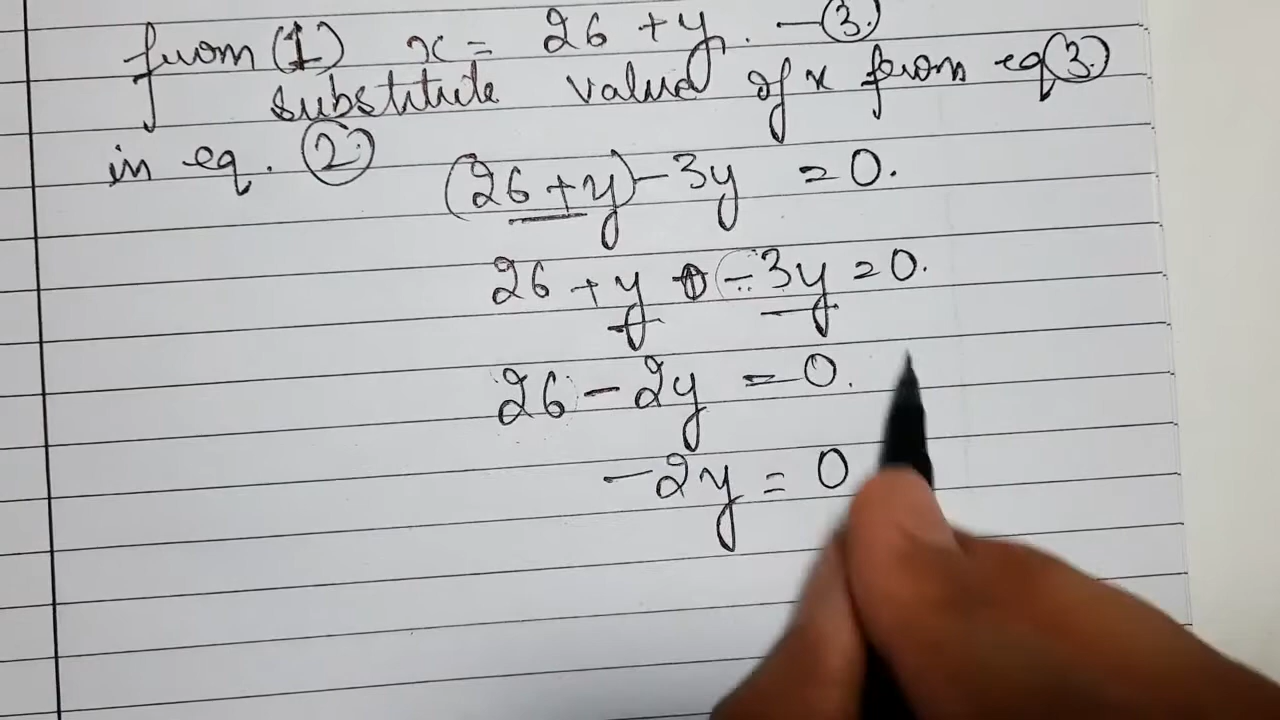 from (1) x = 26 + y. — (3.)
substitute value of x from eq (3.)
in eq. (2.)
(26 + y) - 3y = 0.
26 + y - 3y = 0.
26 - 2y = 0.
-2y = 0